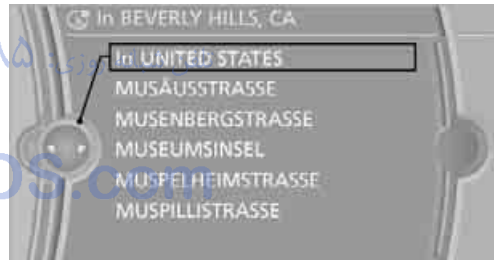 In BEVERLY HILLS, CA
In UNITED STATES
MUSÄUSSTRASSE
MUSENBERGSTRASSE
MUSEUMSINSEL
MUSPELHEIMSTRASSE
MUSPILLISTRASSE